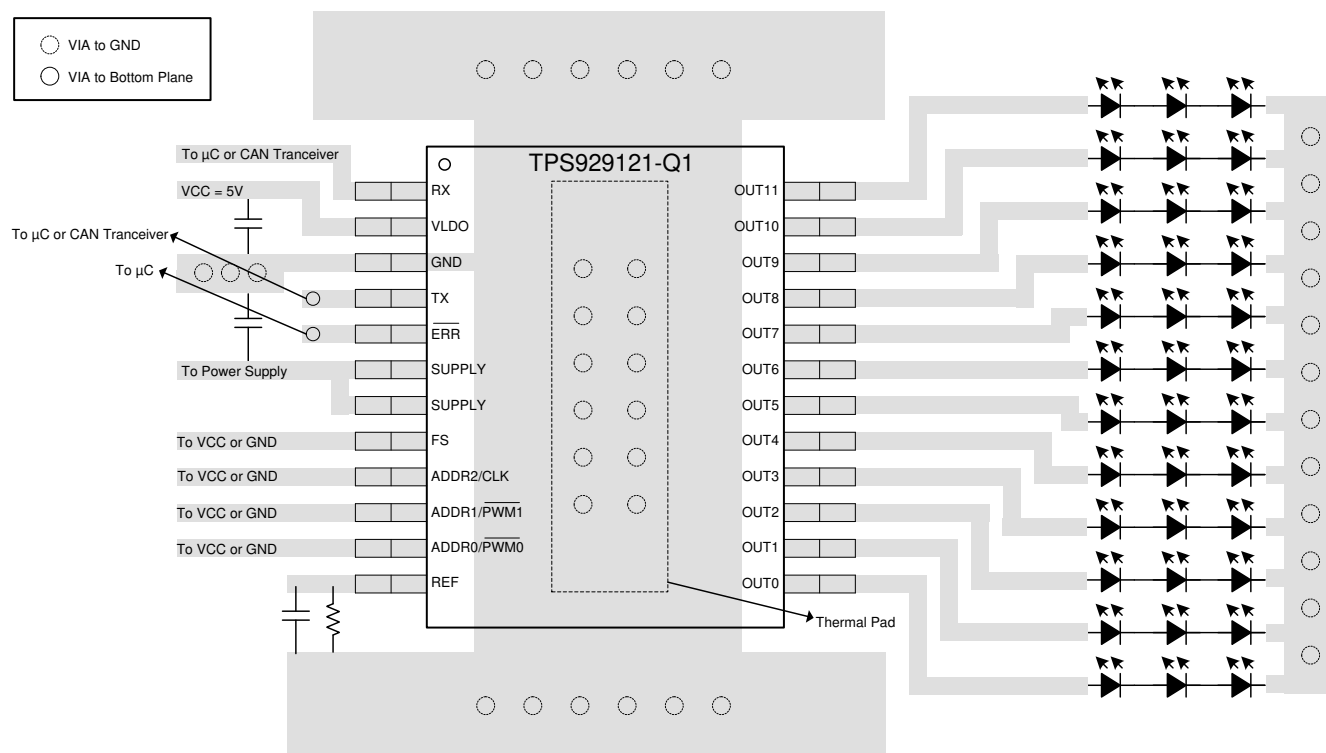 VIA to GND
VIA to Bottom Plane
TPS929121-Q1
To µC or CAN Tranceiver
VCC = 5V
To µC or CAN Tranceiver
To µC
To Power Supply
To VCC or GND
To VCC or GND
To VCC or GND
To VCC or GND
RX
VLDO
GND
TX
ERR
SUPPLY
SUPPLY
FS
ADDR2/CLK
ADDR1/PWM1
ADDR0/PWM0
REF
OUT11
OUT10
OUT9
OUT8
OUT7
OUT6
OUT5
OUT4
OUT3
OUT2
OUT1
OUT0
Thermal Pad